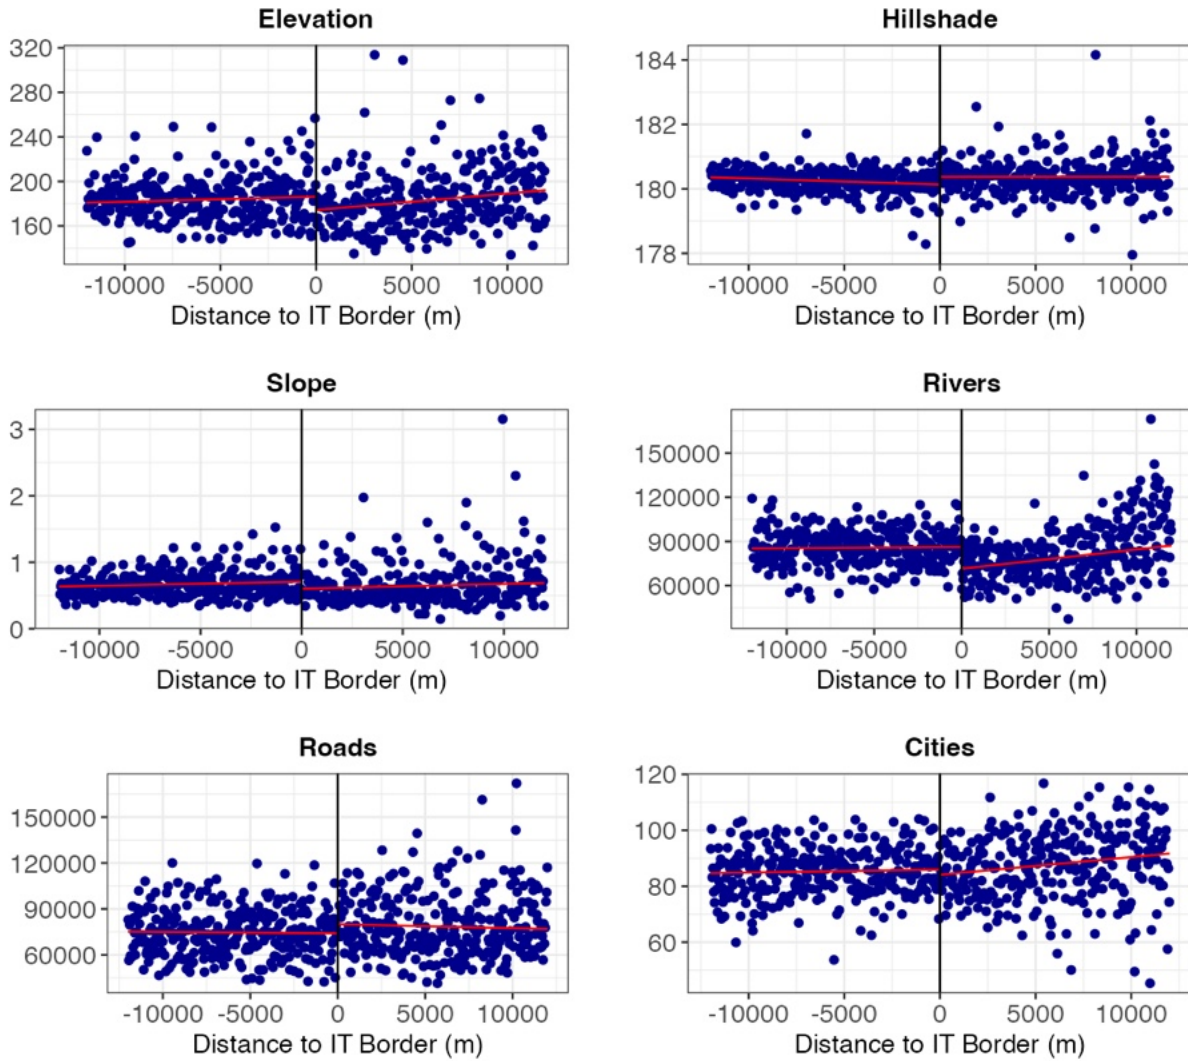 Elevation
320
280
240
200
160
-10000 -5000 0 5000 10000
Distance to IT Border (m)
Hillshade
184
182
180
178
-10000 -5000 0 5000 10000
Distance to IT Border (m)
Slope
3
2
1
0
-10000 -5000 0 5000 10000
Distance to IT Border (m)
Rivers
150000
120000
90000
60000
-10000 -5000 0 5000 10000
Distance to IT Border (m)
Roads
150000
120000
90000
60000
-10000 -5000 0 5000 10000
Distance to IT Border (m)
Cities
120
100
80
60
-10000 -5000 0 5000 10000
Distance to IT Border (m)